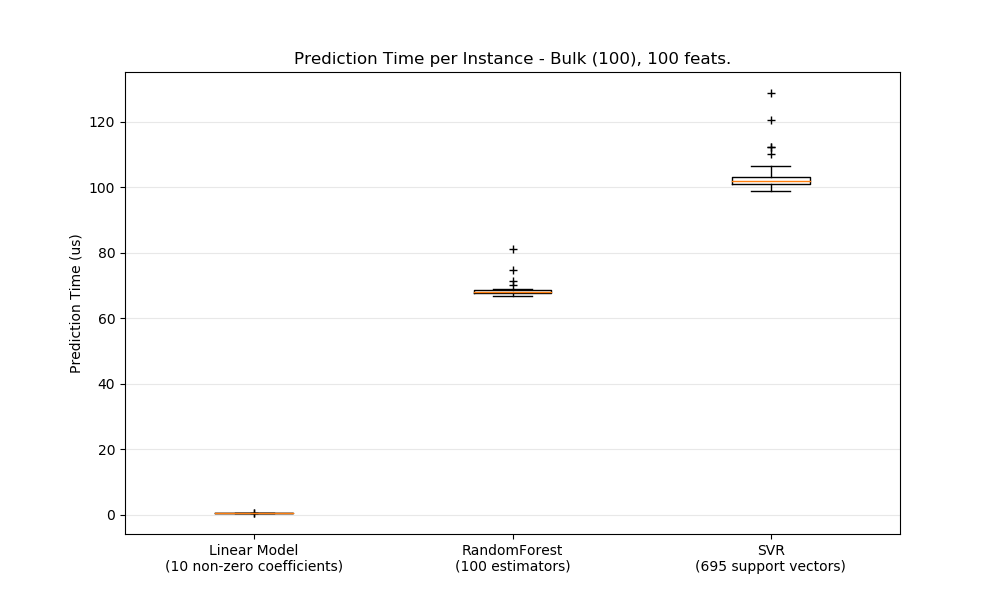 Prediction Time per Instance - Bulk (100), 100 feats.
Prediction Time (us)
120
100
80
60
40
20
0
Linear Model
(10 non-zero coefficients)
RandomForest
(100 estimators)
SVR
(695 support vectors)